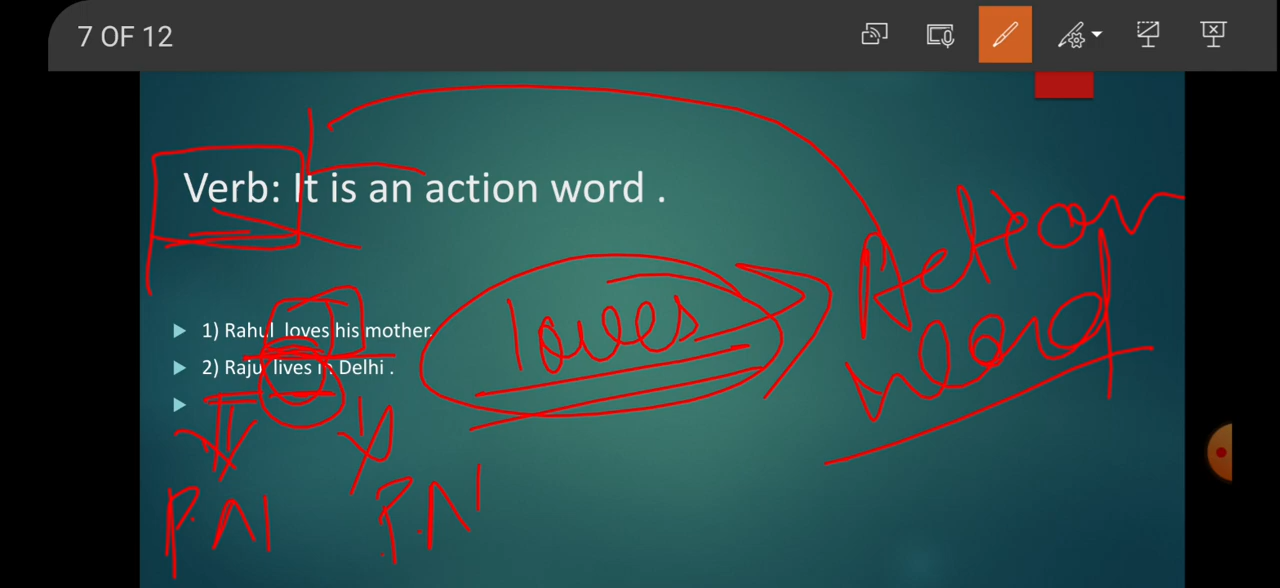 7 OF 12
Verb: It is an action word .
1) Rahul loves his mother.
2) Raju lives in Delhi .
loves
Action
word
P.N
P.N